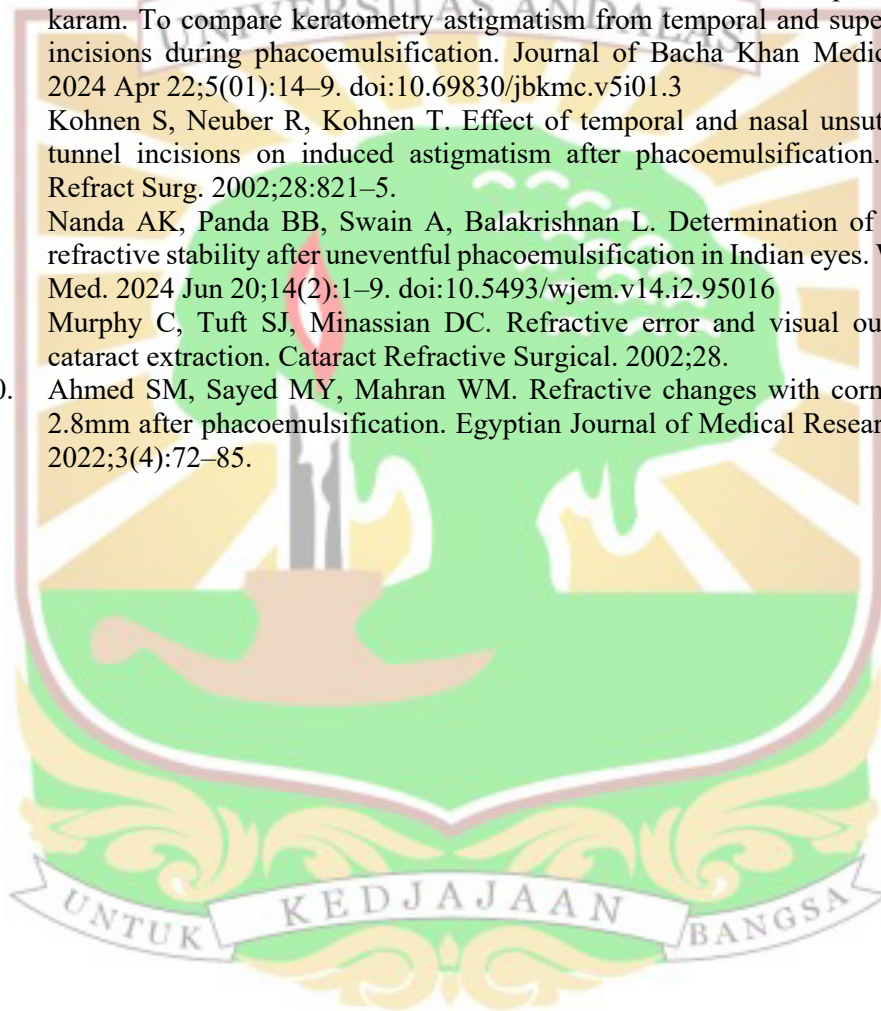 karam. To compare keratometry astigmatism from temporal and supe
UNIVERSITAS ANDALAS
incisions during phacoemulsification. Journal of Bacha Khan Medic
2024 Apr 22;5(01):14–9. doi:10.69830/jbkmc.v5i01.3
Kohnen S, Neuber R, Kohnen T. Effect of temporal and nasal unsut
tunnel incisions on induced astigmatism after phacoemulsification.
Refract Surg. 2002;28:821–5.
Nanda AK, Panda BB, Swain A, Balakrishnan L. Determination of
refractive stability after uneventful phacoemulsification in Indian eyes.
Med. 2024 Jun 20;14(2):1–9. doi:10.5493/wjem.v14.i2.95016
Murphy C, Tuft SJ, Minassian DC. Refractive error and visual ou
cataract extraction. Cataract Refractive Surgical. 2002;28.
0. Ahmed SM, Sayed MY, Mahran WM. Refractive changes with corn
2.8mm after phacoemulsification. Egyptian Journal of Medical Resear
2022;3(4):72–85.
UNTUK KEDJAJAAN BANGSA